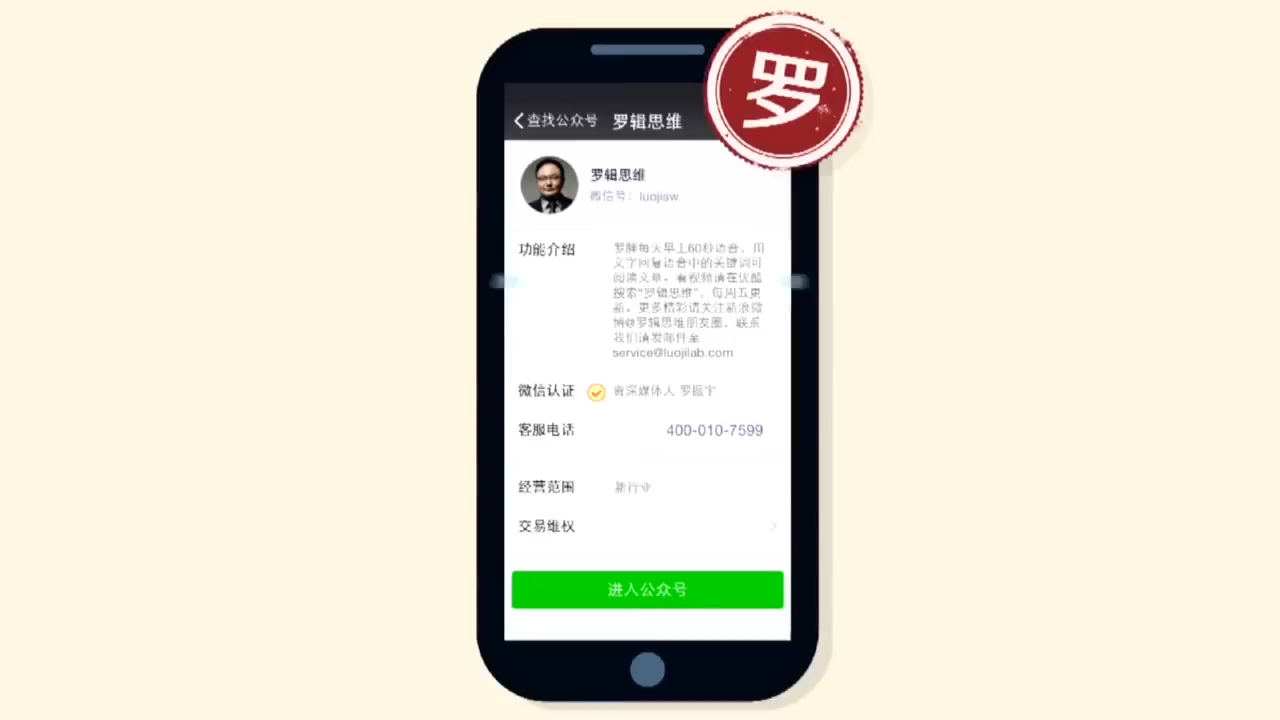 罗
查找公众号 罗辑思维
罗辑思维
微信号：luojisw
功能介绍
罗胖每天早上60秒语音，用
文字回复语音中的关键词可
阅读文章。看视频请在优酷
搜索“罗辑思维”，每周五更
新。更多精彩请关注新浪微
博@罗辑思维朋友圈，联系
我们请发邮件至
service@luojilab.com
微信认证 资深媒体人 罗振宇
客服电话 400-010-7599
经营范围 新行业
交易维权
进入公众号